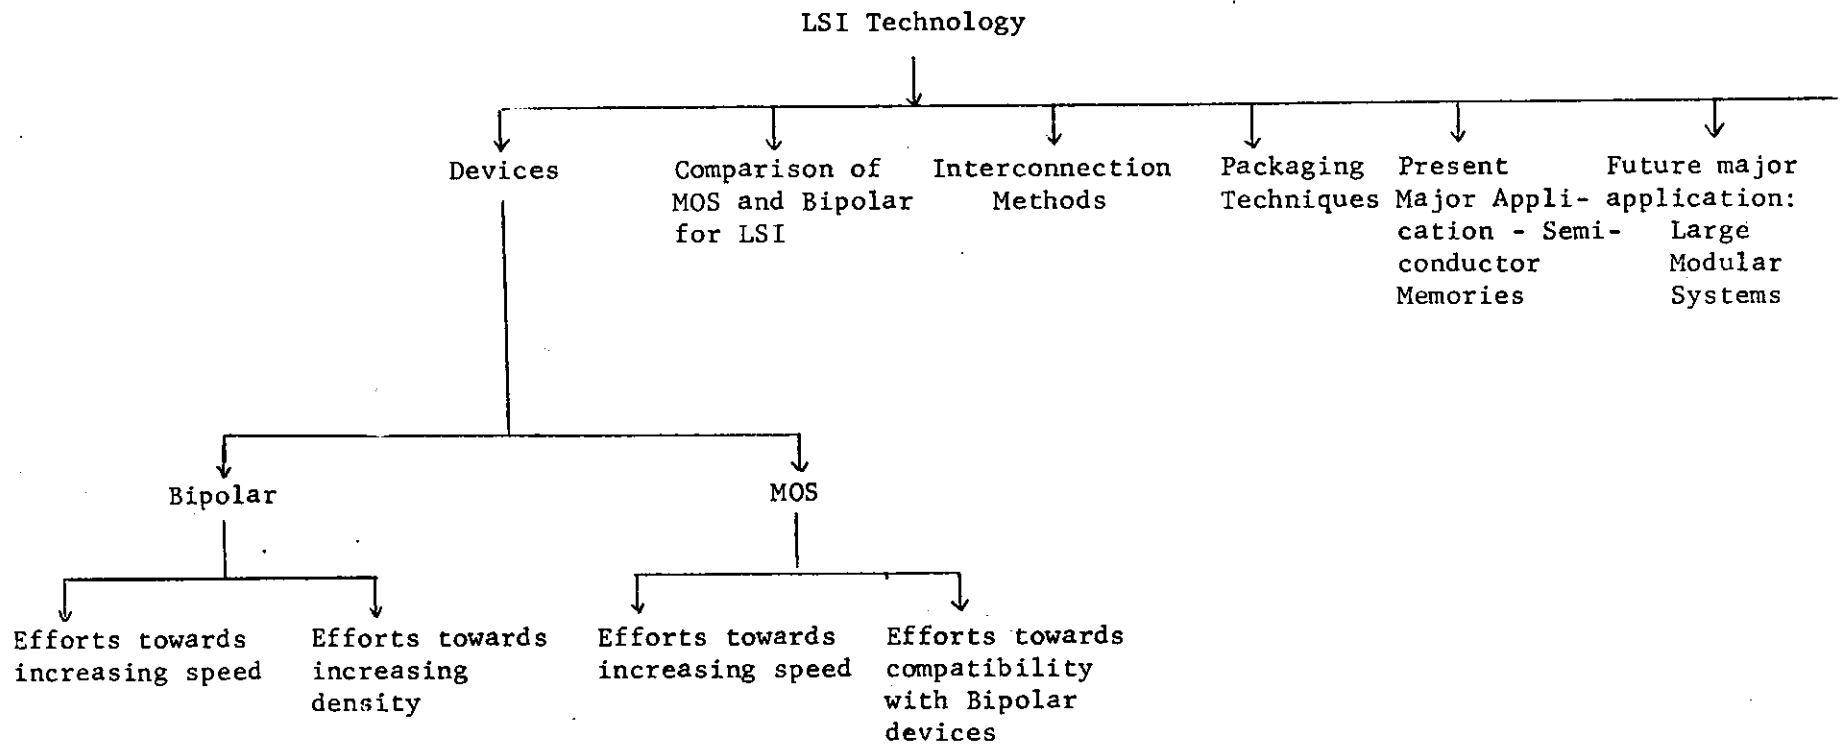 LSI Technology
Devices
Comparison of
MOS and Bipolar
for LSI
Interconnection
Methods
Packaging
Techniques
Present
Major Appli-
cation - Semi-
conductor
Memories
Future major
application:
Large
Modular
Systems
Bipolar
MOS
Efforts towards
increasing speed
Efforts towards
increasing
density
Efforts towards
increasing speed
Efforts towards
compatibility
with Bipolar
devices